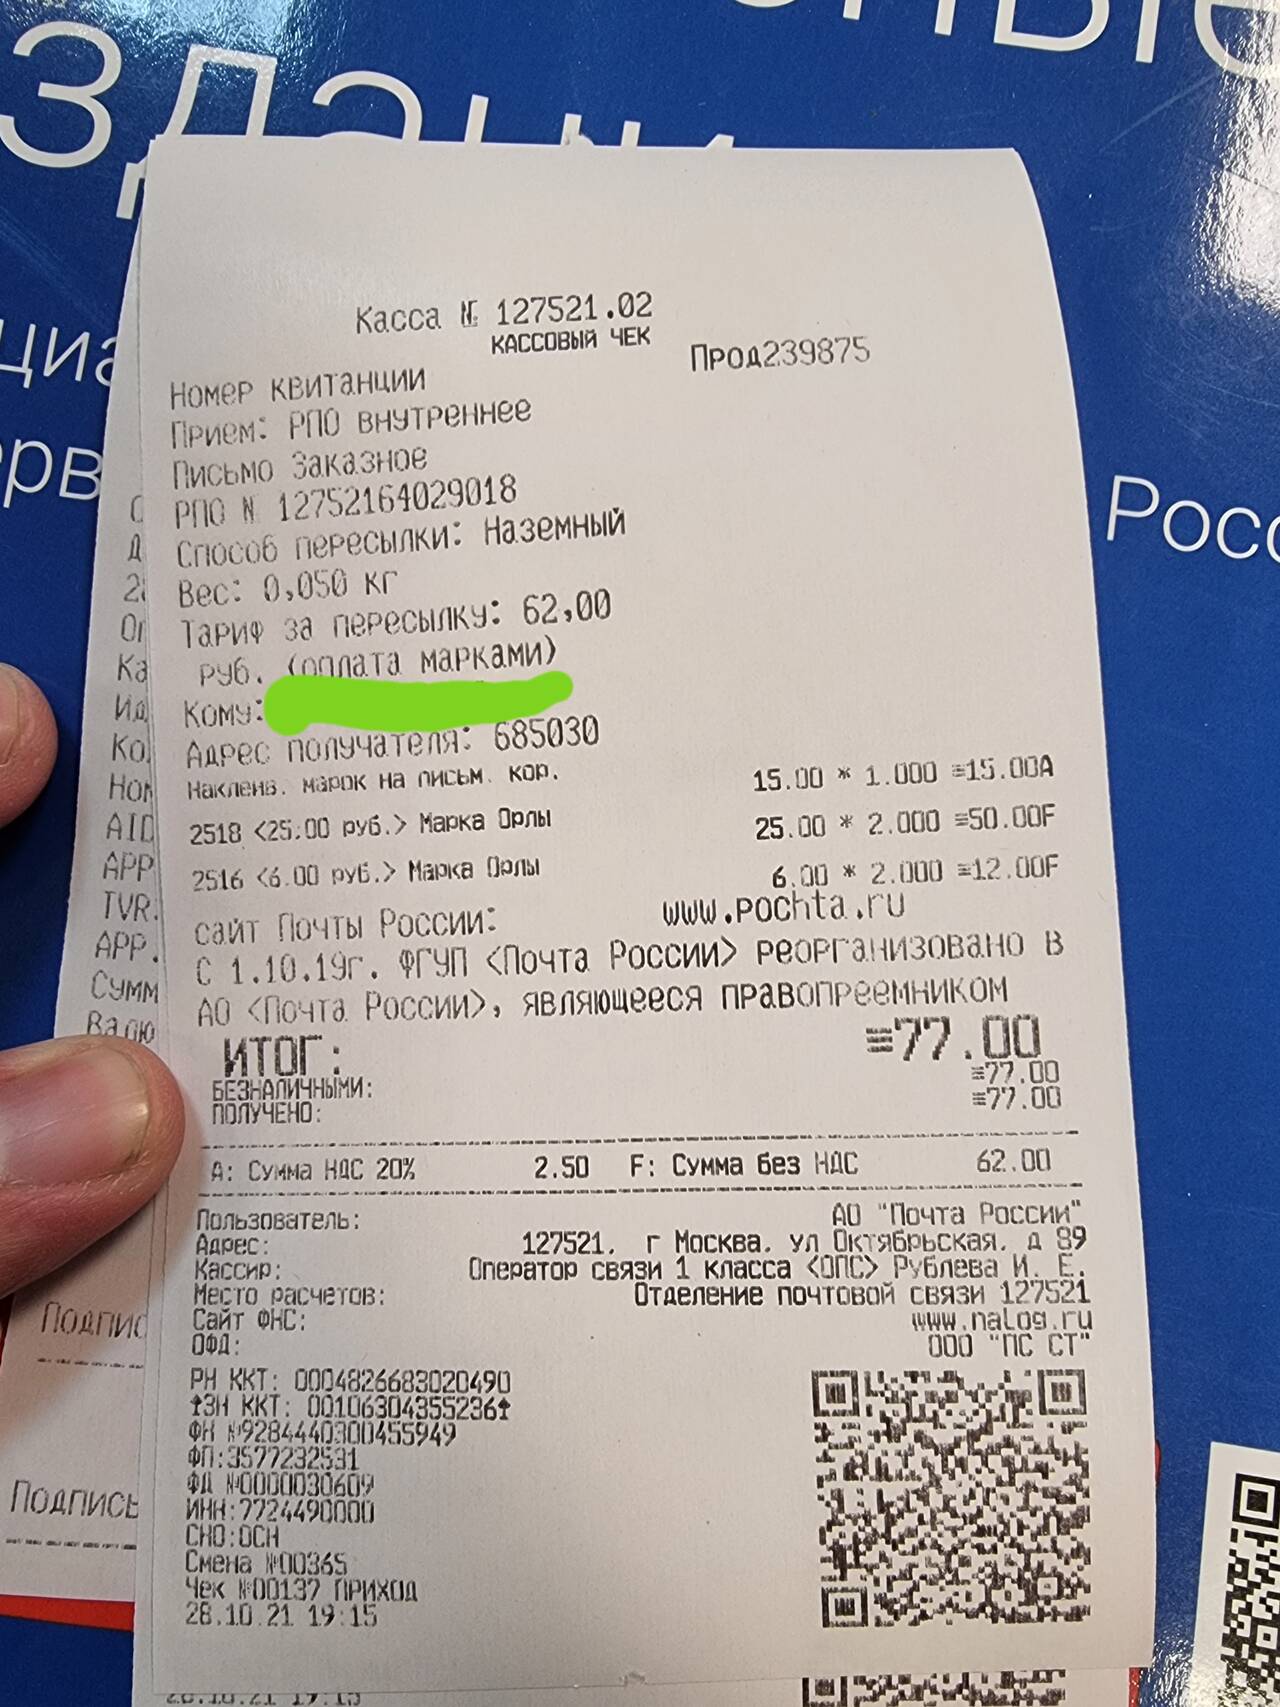 Касса № 127521.02
КАССОВЫЙ ЧЕК
Прод239875
Номер квитанции
Прием: РПО внутреннее
Письмо Заказное
РПО N 12752164029018
Способ пересылки: Наземный
Вес: 0,050 кг
Тариф за пересылку: 62,00
руб. (оплата марками)
Кому:
Адрес получателя: 685030
Наклеив. марок на письм. кор. 15.00 * 1.000 ≡15.00А
2518 <25.00 руб.> Марка Орлы 25.00 * 2.000 ≡50.00F
2516 <6.00 руб.> Марка Орлы 6.00 * 2.000 ≡12.00F
сайт Почты России: www.pochta.ru
С 1.10.19г. ФГУП <Почта России> реорганизовано в
АО <Почта России>, являющееся правопреемником
ИТОГ: ≡77.00
БЕЗНАЛИЧНЫМИ: ≡77.00
ПОЛУЧЕНО: ≡77.00
А: Сумма НДС 20% 2.50 F: Сумма без НДС 62.00
Пользователь: АО "Почта России"
Адрес: 127521, г Москва, ул Октябрьская, д 89
Кассир: Оператор связи 1 класса <ОПС> Рублева И. Е.
Место расчетов: Отделение почтовой связи 127521
Сайт ФНС: www.nalog.ru
ОФД: ООО "ПС СТ"
РН ККТ: 0004826683020490
ЗН ККТ: 00106304355236
ФН №9284440300455949
ФП:3577232531
ФД №0000030609
ИНН:7724490000
СНО:ОСН
Смена №00365
Чек №00137 ПРИХОД
28.10.21 19:15
Подпись